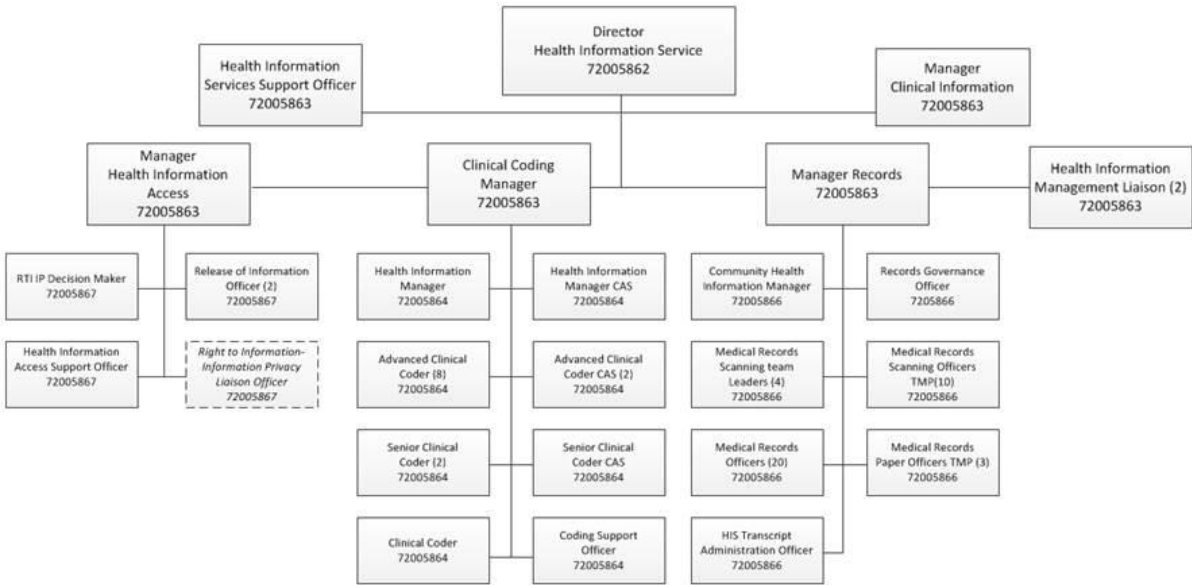 Director
Health Information Service
72005862
Health Information
Services Support Officer
72005863
Manager
Clinical Information
72005863
Manager
Health Information
Access
72005863
Clinical Coding
Manager
72005863
Manager Records
72005863
Health Information
Management Liaison (2)
72005863
RTI IP Decision Maker
72005867
Release of Information
Officer (2)
72005867
Health Information
Manager
72005864
Health Information
Manager CAS
72005864
Community Health
Information Manager
72005866
Records Governance
Officer
7205866
Health Information
Access Support Officer
72005867
Right to Information-
Information Privacy
Liaison Officer
72005867
Advanced Clinical
Coder (8)
72005864
Advanced Clinical
Coder CAS (2)
72005864
Medical Records
Scanning team
Leaders (4)
72005866
Medical Records
Scanning Officers
TMP(10)
72005866
Senior Clinical
Coder (2)
72005864
Senior Clinical
Coder CAS
72005864
Medical Records
Officers (20)
72005866
Medical Records
Paper Officers TMP (3)
72005866
Clinical Coder
72005864
Coding Support
Officer
72005864
HIS Transcript
Administration Officer
72005866